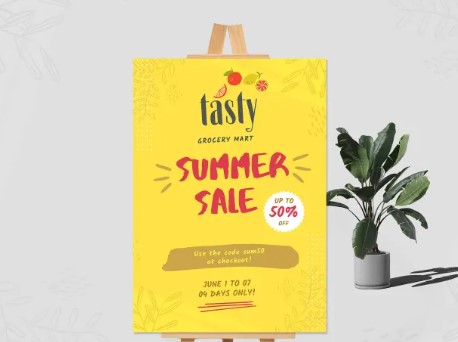 tasty
GROCERY MART
SUMMER
SALE
UP TO
50%
OFF
Use the code sum50
at checkout!
JUNE 1 TO 07
04 DAYS ONLY!